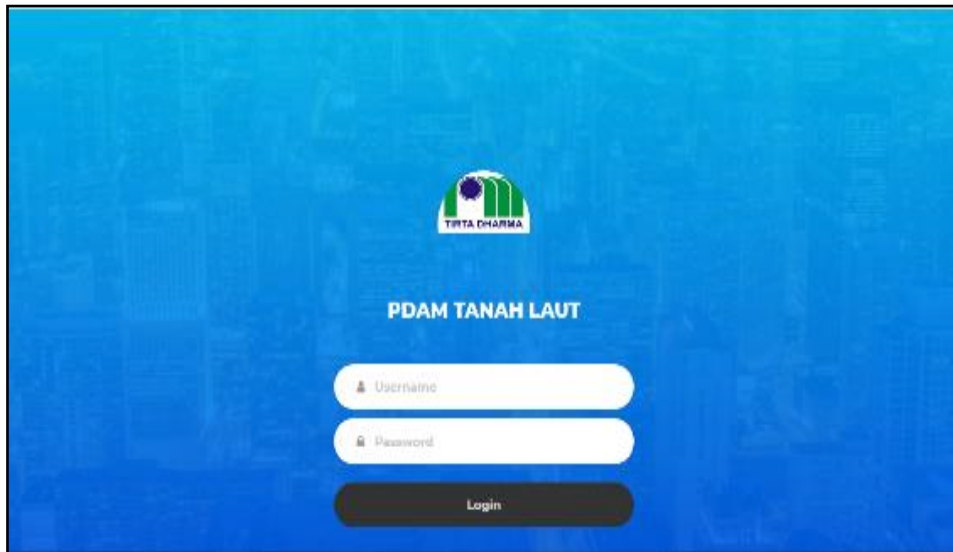 TIRTA DHARMA
PDAM TANAH LAUT
Username
Password
Login